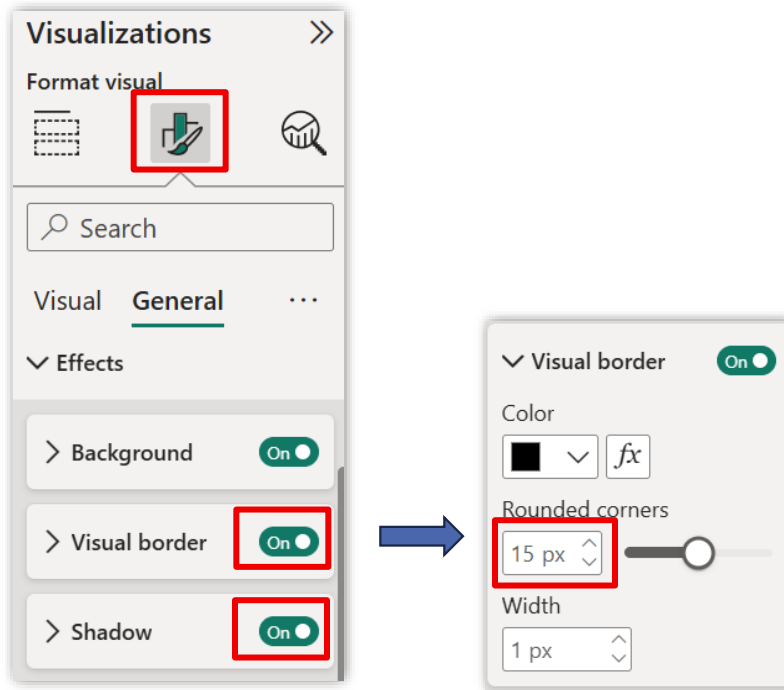 Visualizations
Format visual
Search
Visual General ...
Effects
Background On
Visual border On
Shadow On
Visual border On
Color
fx
Rounded corners
15 px
Width
1 px